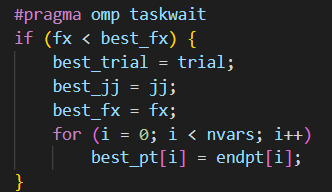 #pragma omp taskwait
if (fx < best_fx) {
    best_trial = trial;
    best_jj = jj;
    best_fx = fx;
    for (i = 0; i < nvars; i++)
        best_pt[i] = endpt[i];
}